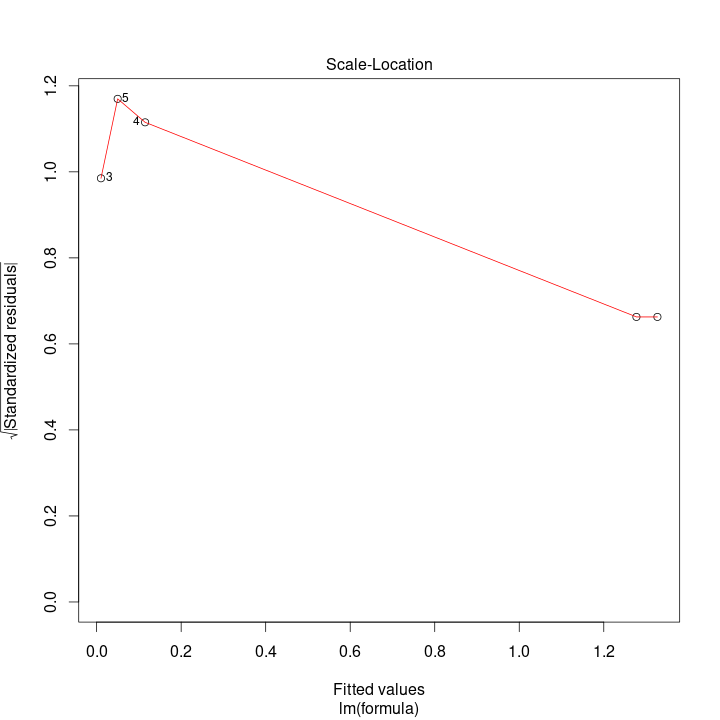 Scale-Location
1.2
1.0
0.8
0.6
0.4
0.2
0.0
√|Standardized residuals|
5
4
3
0.0 0.2 0.4 0.6 0.8 1.0 1.2
Fitted values
lm(formula)